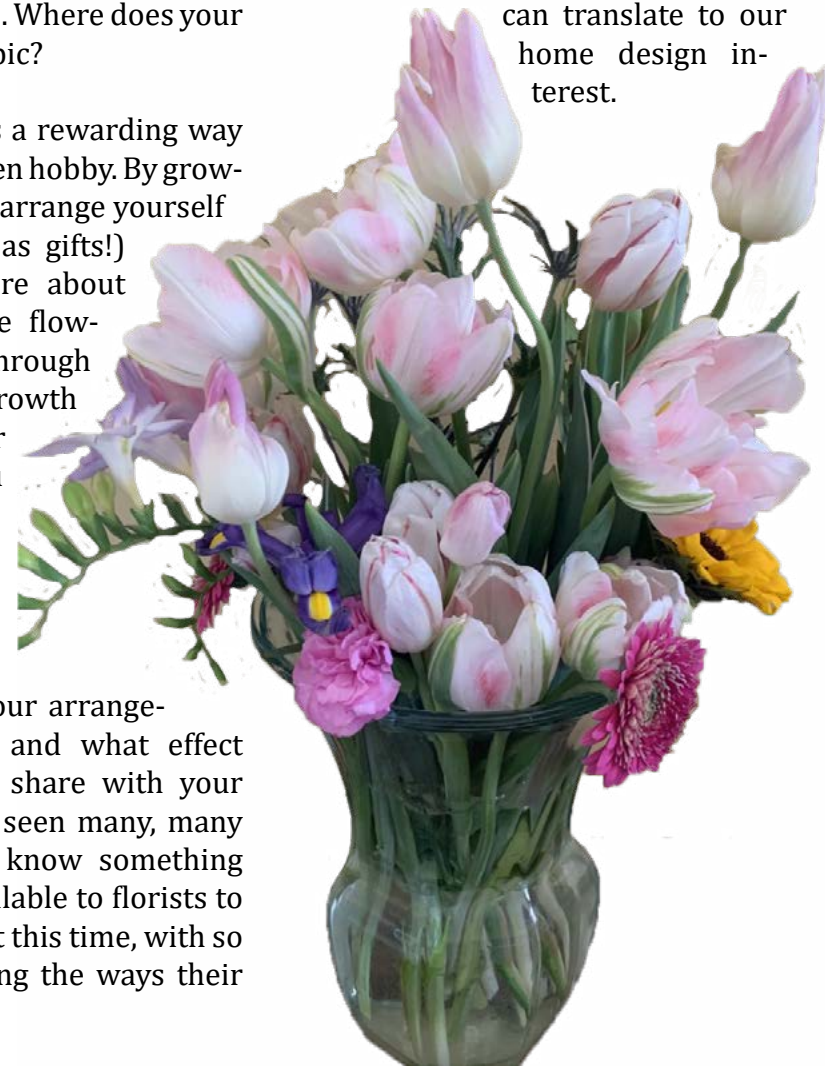 . Where does your
pic?
s a rewarding way
en hobby. By grow-
arrange yourself
as gifts!)
re about
e flow-
hrough
rowth
r
our arrange-
and what effect
share with your
seen many, many
know something
ilable to florists to
t this time, with so
ng the ways their
can translate to our
home design in-
terest.